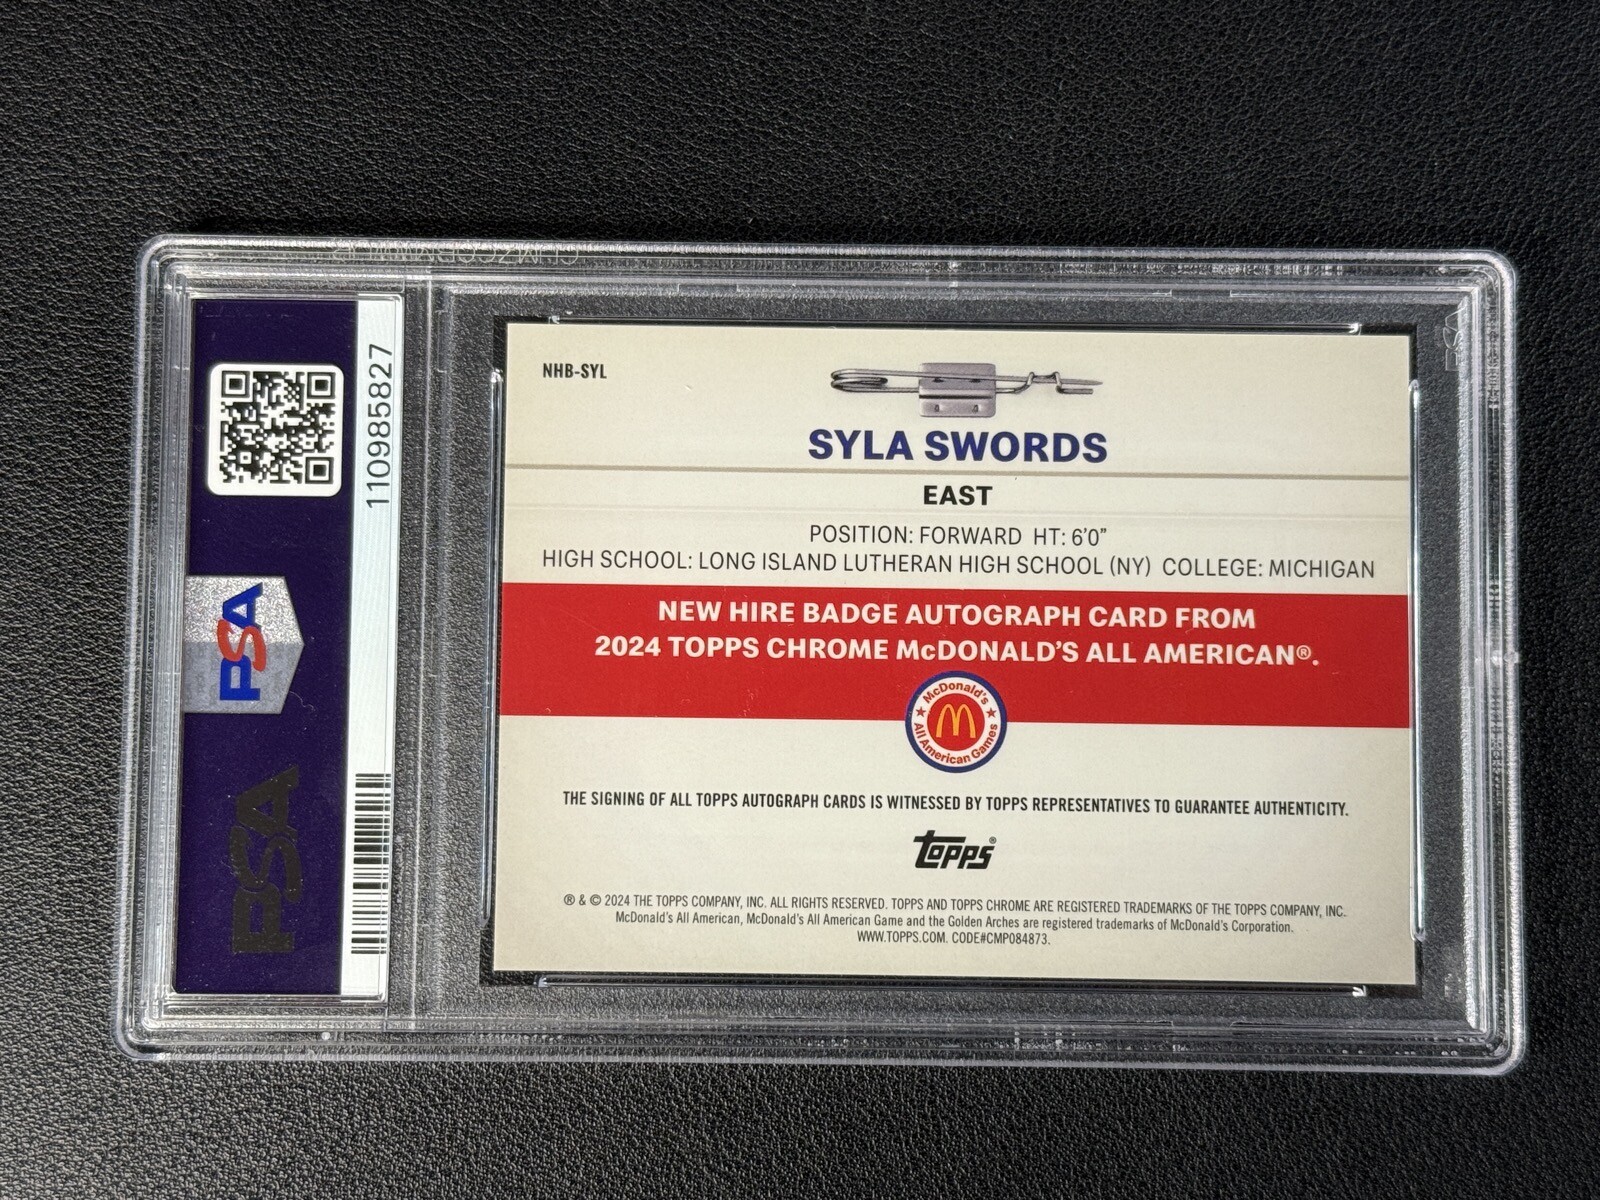 110985827
PSA
PSA
NHB-SYL
SYLA SWORDS
EAST
POSITION: FORWARD HT: 6'0"
HIGH SCHOOL: LONG ISLAND LUTHERAN HIGH SCHOOL (NY) COLLEGE: MICHIGAN
NEW HIRE BADGE AUTOGRAPH CARD FROM
2024 TOPPS CHROME McDONALD'S ALL AMERICAN®.
McDonald's
All American Games
THE SIGNING OF ALL TOPPS AUTOGRAPH CARDS IS WITNESSED BY TOPPS REPRESENTATIVES TO GUARANTEE AUTHENTICITY.
topps®
® & © 2024 THE TOPPS COMPANY, INC. ALL RIGHTS RESERVED. TOPPS AND TOPPS CHROME ARE REGISTERED TRADEMARKS OF THE TOPPS COMPANY, INC.
McDonald's All American, McDonald's All American Game and the Golden Arches are registered trademarks of McDonald's Corporation.
WWW.TOPPS.COM. CODE#CMP084873.